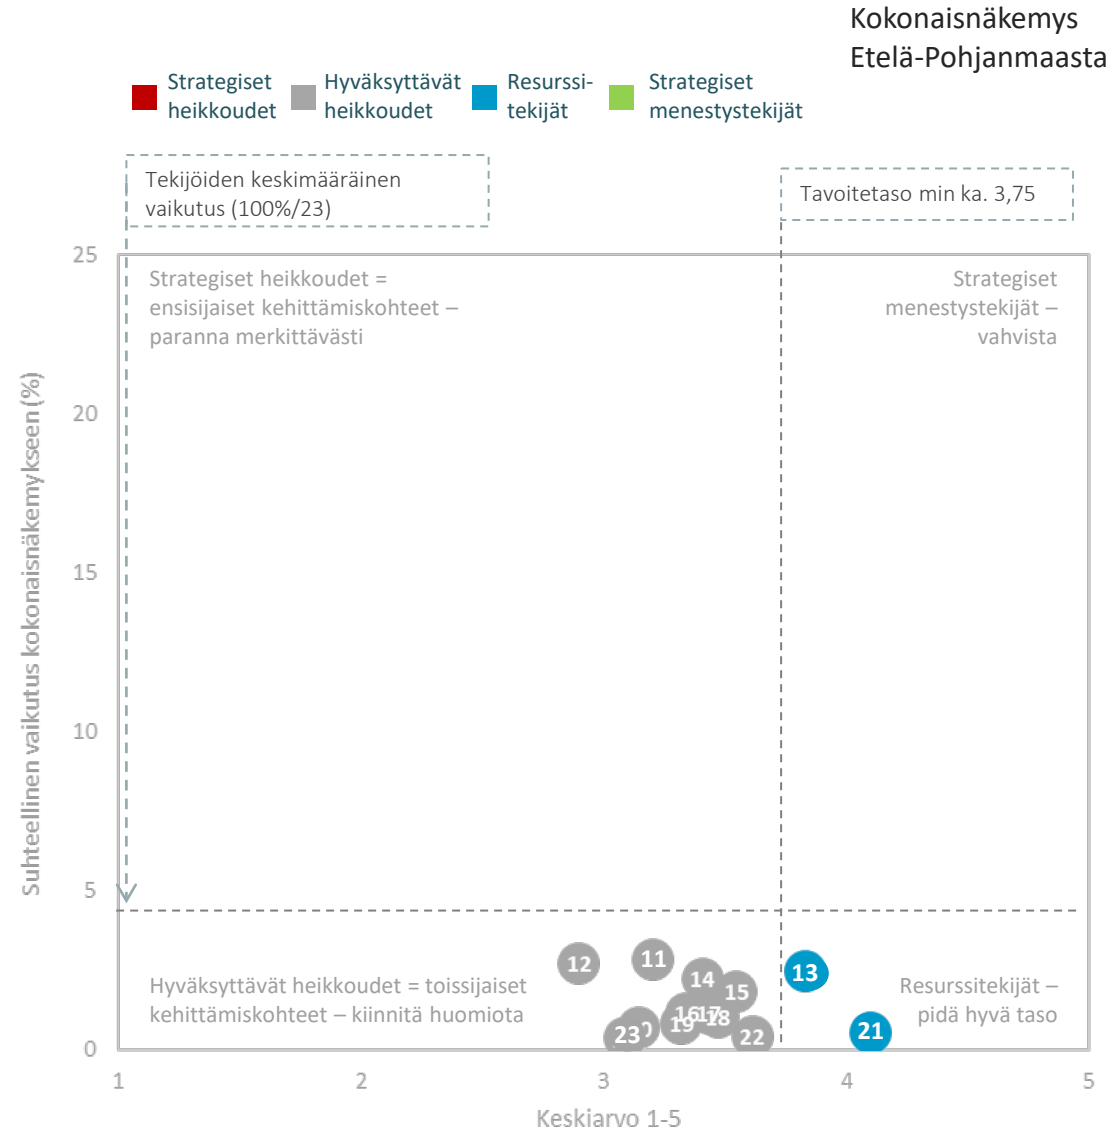 Kokonaisnäkemys
Etelä-Pohjanmaasta
Strategiset
heikkoudet
Hyväksyttävät
heikkoudet
Resurssi-
tekijät
Strategiset
menestystekijät
Tekijöiden keskimääräinen
vaikutus (100%/23)
Tavoitetaso min ka. 3,75
Strategiset heikkoudet =
ensisijaiset kehittämiskohteet –
paranna merkittävästi
Strategiset
menestystekijät –
vahvista
Suhteellinen vaikutus kokonaisnäkemykseen (%)
25
20
15
10
5
0
12
11
14
15
13
16
17
18
19
23
22
21
Hyväksyttävät heikkoudet = toissijaiset
kehittämiskohteet – kiinnitä huomiota
Resurssitekijät –
pidä hyvä taso
1
2
3
4
5
Keskiarvo 1-5